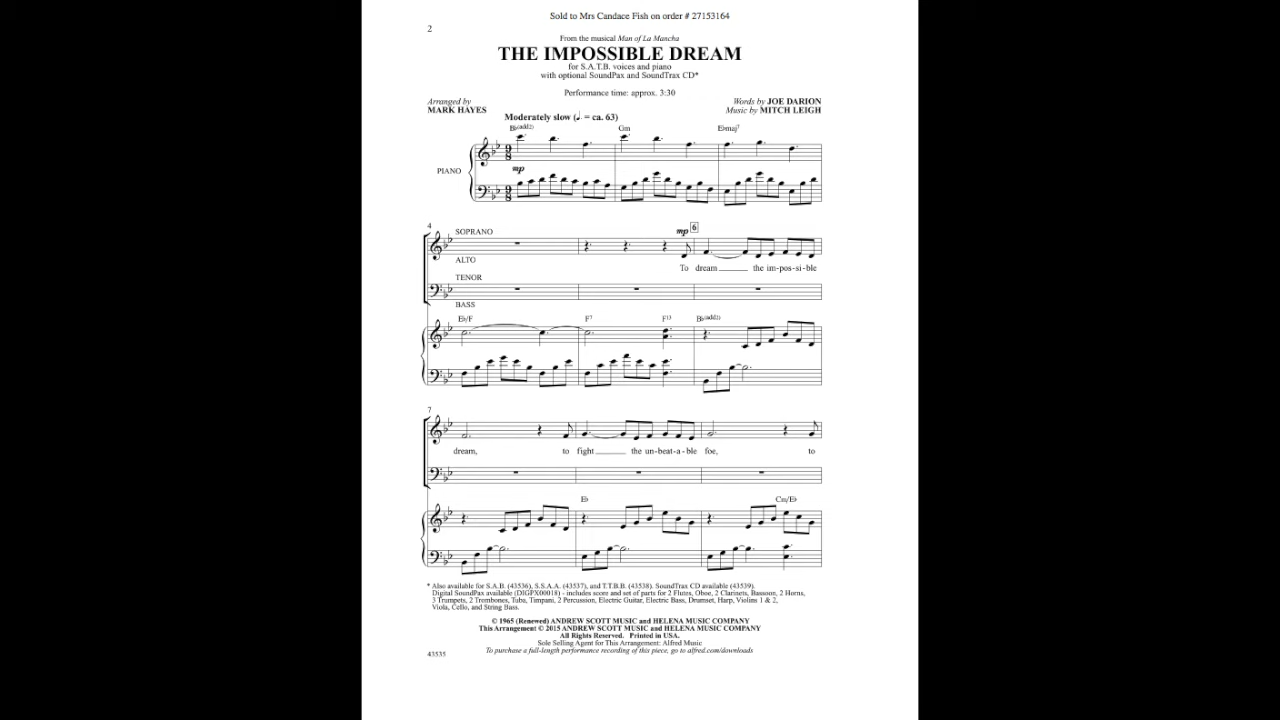 Sold to Mrs Candace Fish on order # 27153164
2
From the musical Man of La Mancha
THE IMPOSSIBLE DREAM
for S.A.T.B. voices and piano
with optional SoundPax and SoundTrax CD*
Performance time: approx. 3:30
Arranged by
MARK HAYES
Words by JOE DARION
Music by MITCH LEIGH
Moderately slow (♩. = ca. 63)
B♭(add2) Gm E♭maj7
PIANO
mp
4
SOPRANO
mp 6
ALTO
To dream the im-pos-si-ble
TENOR
BASS
E♭/F F7 F13 B♭(add2)
7
dream, to fight the un-beat-a-ble foe, to
E♭ Cm/E♭
* Also available for S.A.B. (43536), S.S.A.A. (43537), and T.T.B.B. (43538). SoundTrax CD available (43539).
Digital SoundPax available (DIGPX00018) - includes score and set of parts for 2 Flutes, Oboe, 2 Clarinets, Bassoon, 2 Horns,
3 Trumpets, 2 Trombones, Tuba, Timpani, 2 Percussion, Electric Guitar, Electric Bass, Drumset, Harp, Violins 1 & 2,
Viola, Cello, and String Bass.
© 1965 (Renewed) ANDREW SCOTT MUSIC and HELENA MUSIC COMPANY
This Arrangement © 2015 ANDREW SCOTT MUSIC and HELENA MUSIC COMPANY
All Rights Reserved. Printed in USA.
Sole Selling Agent for This Arrangement: Alfred Music
43535
To purchase a full-length performance recording of this piece, go to alfred.com/downloads